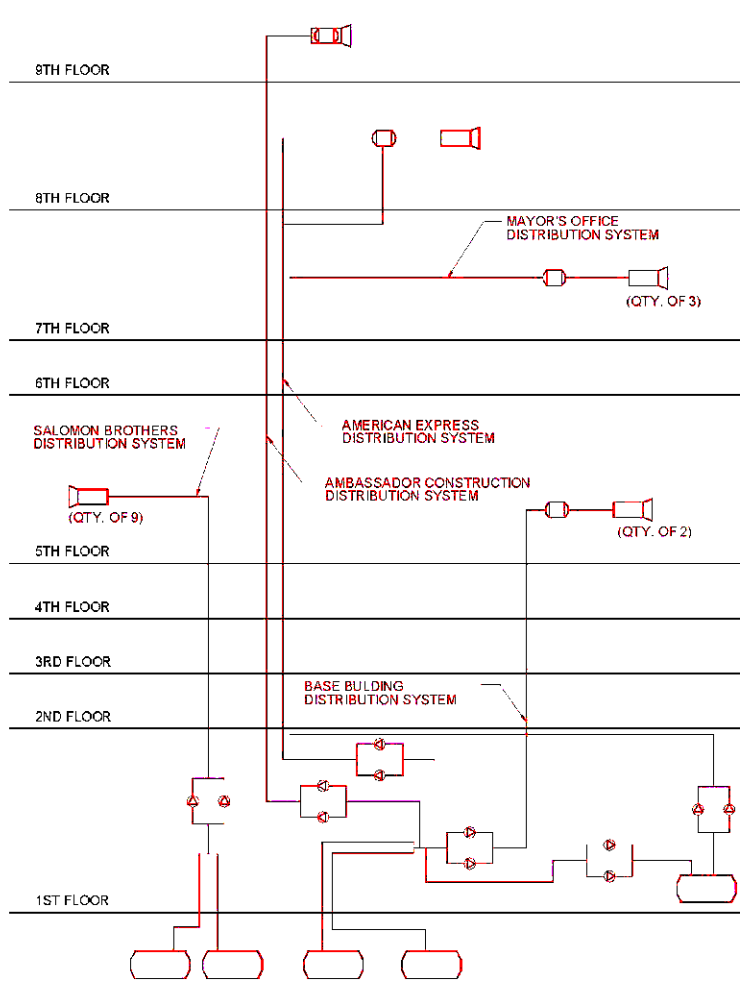 9TH FLOOR
8TH FLOOR
MAYOR'S OFFICE
DISTRIBUTION SYSTEM
(QTY. OF 3)
7TH FLOOR
6TH FLOOR
SALOMON BROTHERS
DISTRIBUTION SYSTEM
AMERICAN EXPRESS
DISTRIBUTION SYSTEM
AMBASSADOR CONSTRUCTION
DISTRIBUTION SYSTEM
(QTY. OF 9)
(QTY. OF 2)
5TH FLOOR
4TH FLOOR
3RD FLOOR
BASE BULDING
DISTRIBUTION SYSTEM
2ND FLOOR
1ST FLOOR